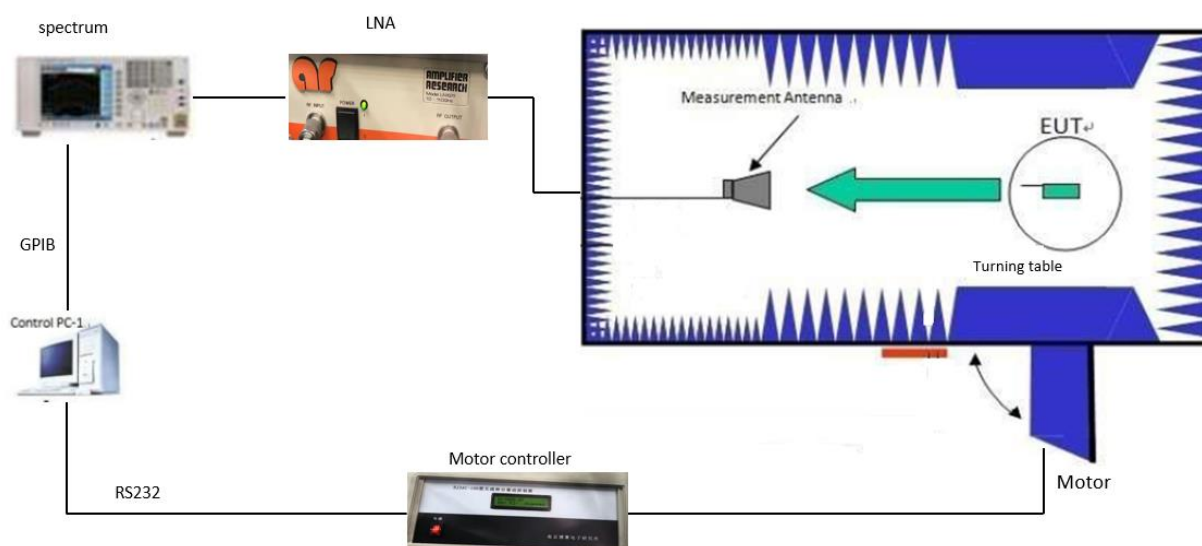 spectrum
LNA
ar
AMPLIFIER
RESEARCH
RF INPUT
POWER
RF OUTPUT
Measurement Antenna
EUT↵
Turning table
GPIB
Control PC-1
Motor controller
RS232
Motor